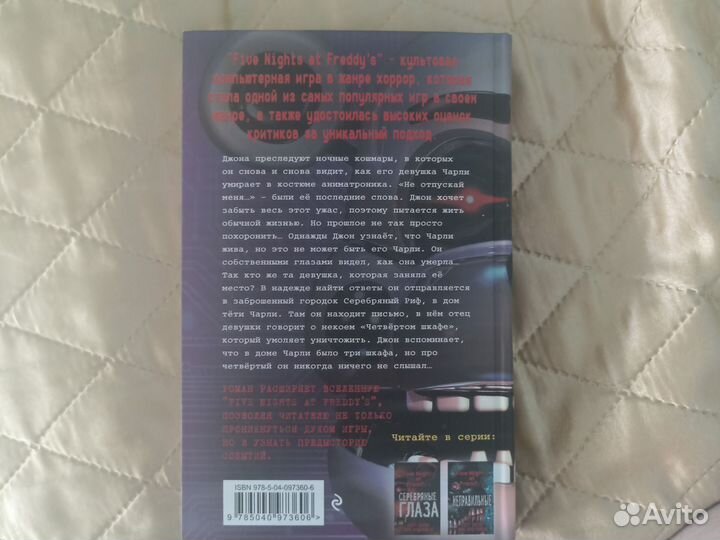 "Five Nights at Freddy's" - культовая
компьютерная игра в жанре хоррор, которая
стала одной из самых популярных игр в своем
жанре, а также удостоилась высоких оценок
критиков за уникальный подход.
Джона преследуют ночные кошмары, в которых
он снова и снова видит, как его девушка Чарли
умирает в костюме аниматроника. «Не отпускай
меня…» – были её последние слова. Джон хочет
забыть весь этот ужас, поэтому пытается жить
обычной жизнью. Но прошлое не так просто
похоронить… Однажды Джон узнаёт, что Чарли
жива, но это не может быть его Чарли. Он
собственными глазами видел, как она умерла…
Так кто же та девушка, которая заняла её
место? В надежде найти ответы он отправляется
в заброшенный городок Серебряный Риф, в дом
тёти Чарли. Там он находит письмо, в нём отец
девушки говорит о некоем «Четвёртом шкафе»,
который умоляет уничтожить. Джон вспоминает,
что в доме Чарли было три шкафа, но про
четвёртый он никогда ничего не слышал…
РОМАН РАСШИРЯЕТ ВСЕЛЕННУЮ
"FIVE NIGHTS AT FREDDY'S",
ПОЗВОЛЯЯ ЧИТАТЕЛЮ НЕ ТОЛЬКО
ПРОНИКНУТЬСЯ ДУХОМ ИГРЫ,
НО И УЗНАТЬ ПРЕДЫСТОРИЮ
СОБЫТИЙ.
Читайте в серии:
СЕРЕБРЯНЫЕ
ГЛАЗА
НЕПРАВИЛЬНЫЕ
ISBN 978-5-04-097360-6
9 785040 973606 >
Avito